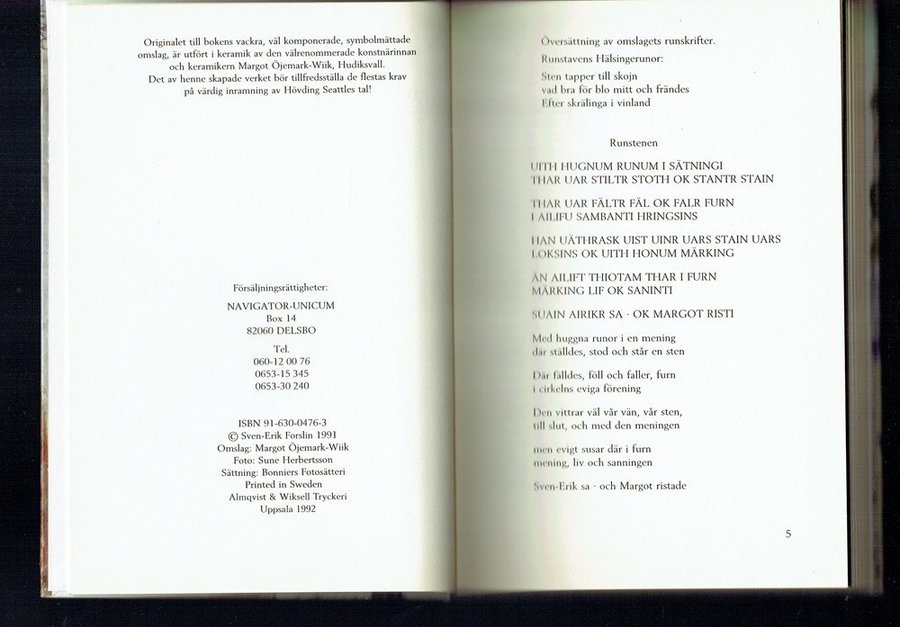 Originalet till bokens vackra, väl komponerade, symbolmättade
omslag, är utfört i keramik av den välrenommerade konstnärinnan
och keramikern Margot Öjemark-Wiik, Hudiksvall.
Det av henne skapade verket bör tillfredsställa de flestas krav
på värdig inramning av Hövding Seattles tal!
Försäljningsrättigheter:
NAVIGATOR-UNICUM
Box 14
82060 DELSBO
Tel.
060-12 00 76
0653-15 345
0653-30 240
ISBN 91-630-0476-3
© Sven-Erik Forslin 1991
Omslag: Margot Öjemark-Wiik
Foto: Sune Herbertsson
Sättning: Bonniers Fotosätteri
Printed in Sweden
Almqvist & Wiksell Tryckeri
Uppsala 1992
Översättning av omslagets runskrifter.
Runstavens Hälsingerunor:
Sten tapper till skojn
vad bra för blo mitt och frändes
Efter skrälinga i vinland
Runstenen
UITH HUGNUM RUNUM I SÄTNINGI
THAR UAR STILTR STOTH OK STANTR STAIN
THAR UAR FÄLTR FÄL OK FALR FURN
I AILIFU SAMBANTI HRINGSINS
HAN UÄTHRASK UIST UINR UARS STAIN UARS
LOKSINS OK UITH HONUM MÄRKING
ÄN AILIFT THIOTAM THAR I FURN
MÄRKING LIF OK SANINTI
SUAIN AIRIKR SA · OK MARGOT RISTI
Med huggna runor i en mening
där ställdes, stod och står en sten
Där fälldes, föll och faller, furn
i cirkelns eviga förening
Den vittrar väl vår vän, vår sten,
till slut, och med den meningen
men evigt susar där i furn
mening, liv och sanningen
Sven-Erik sa · och Margot ristade
5